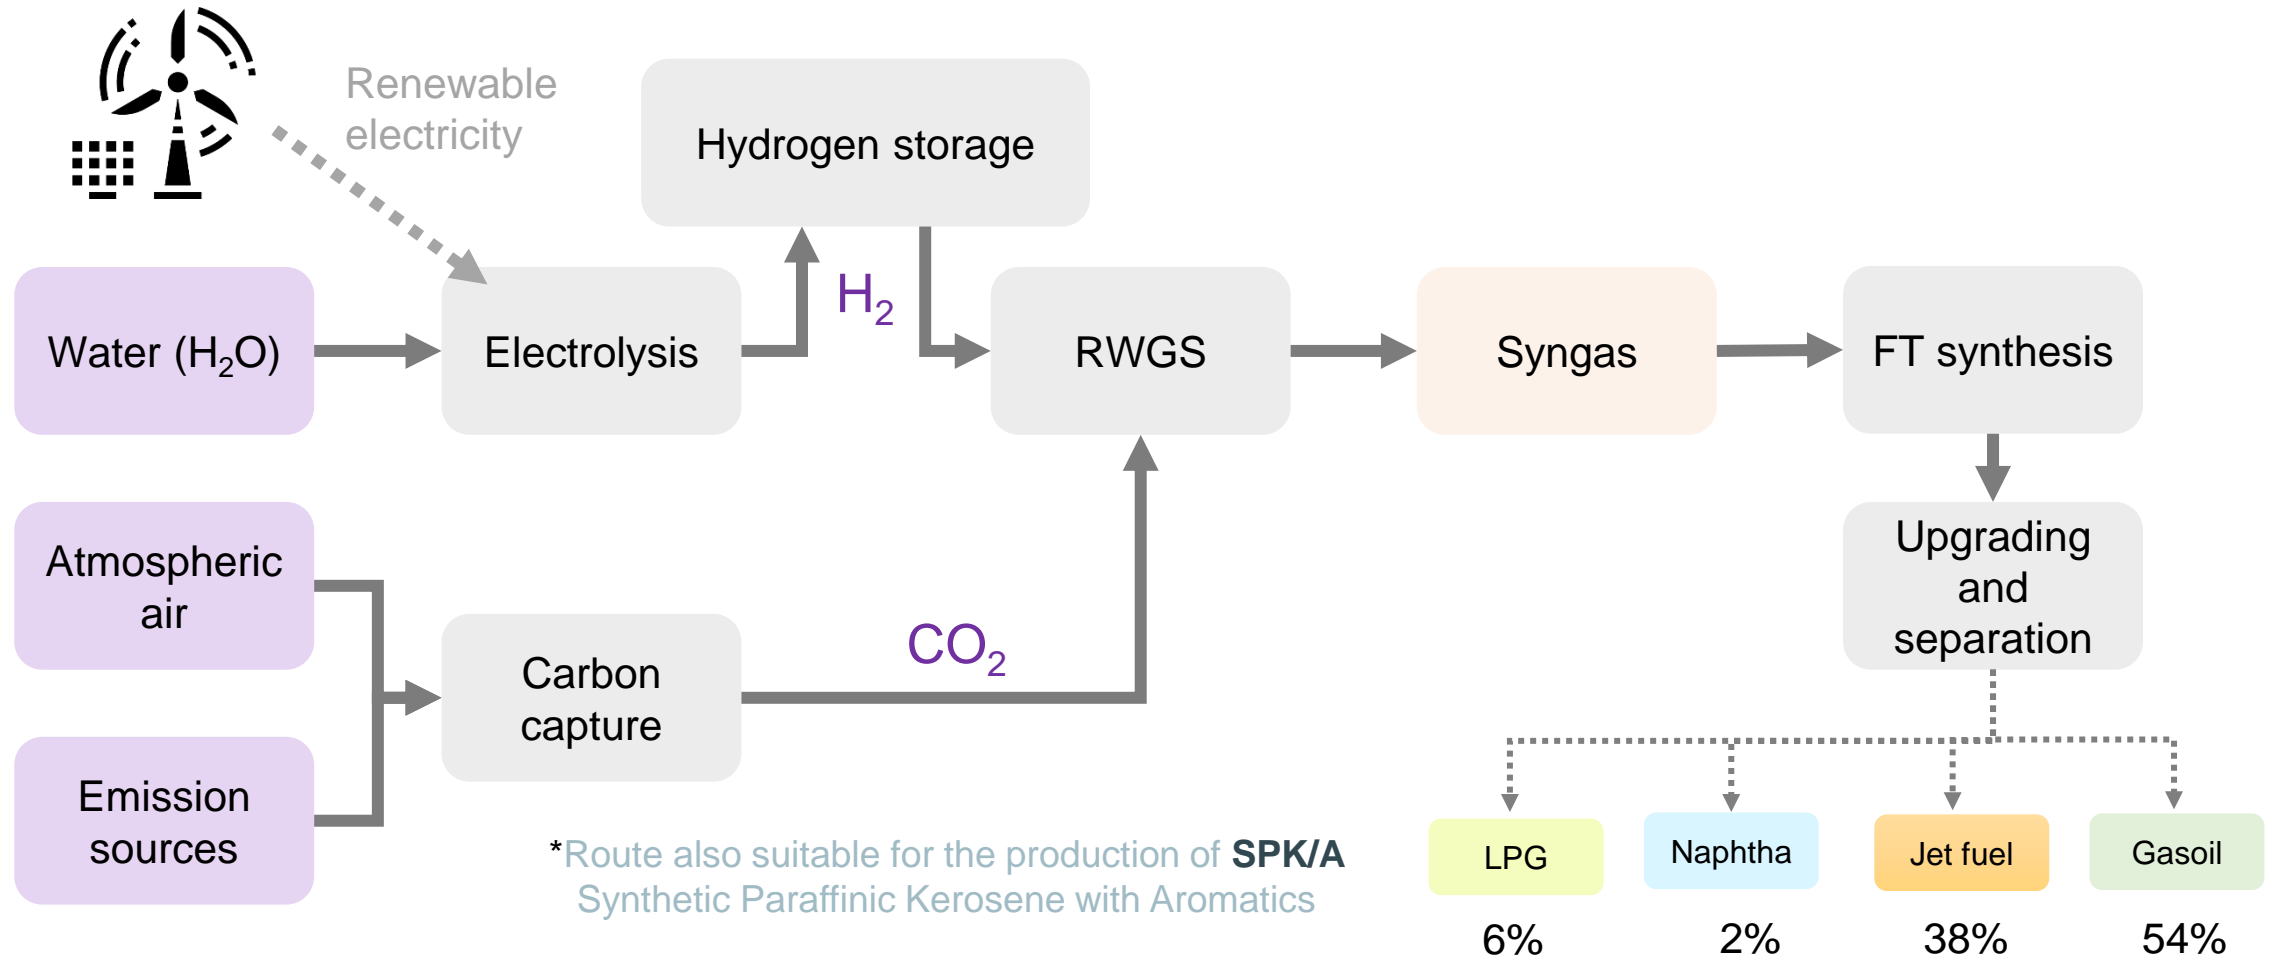 Renewable
electricity
Hydrogen storage
H₂
Water (H₂O)
Electrolysis
RWGS
Syngas
FT synthesis
Atmospheric
air
Upgrading
and
separation
CO₂
Carbon
capture
Emission
sources
*Route also suitable for the production of SPK/A
Synthetic Paraffinic Kerosene with Aromatics
LPG
Naphtha
Jet fuel
Gasoil
6%
2%
38%
54%